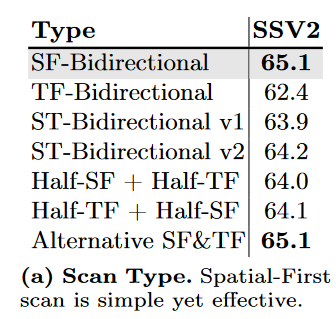 Type SSV2
SF-Bidirectional 65.1
TF-Bidirectional 62.4
ST-Bidirectional v1 63.9
ST-Bidirectional v2 64.2
Half-SF + Half-TF 64.0
Half-TF + Half-SF 64.1
Alternative SF&TF 65.1
(a) Scan Type. Spatial-First
scan is simple yet effective.